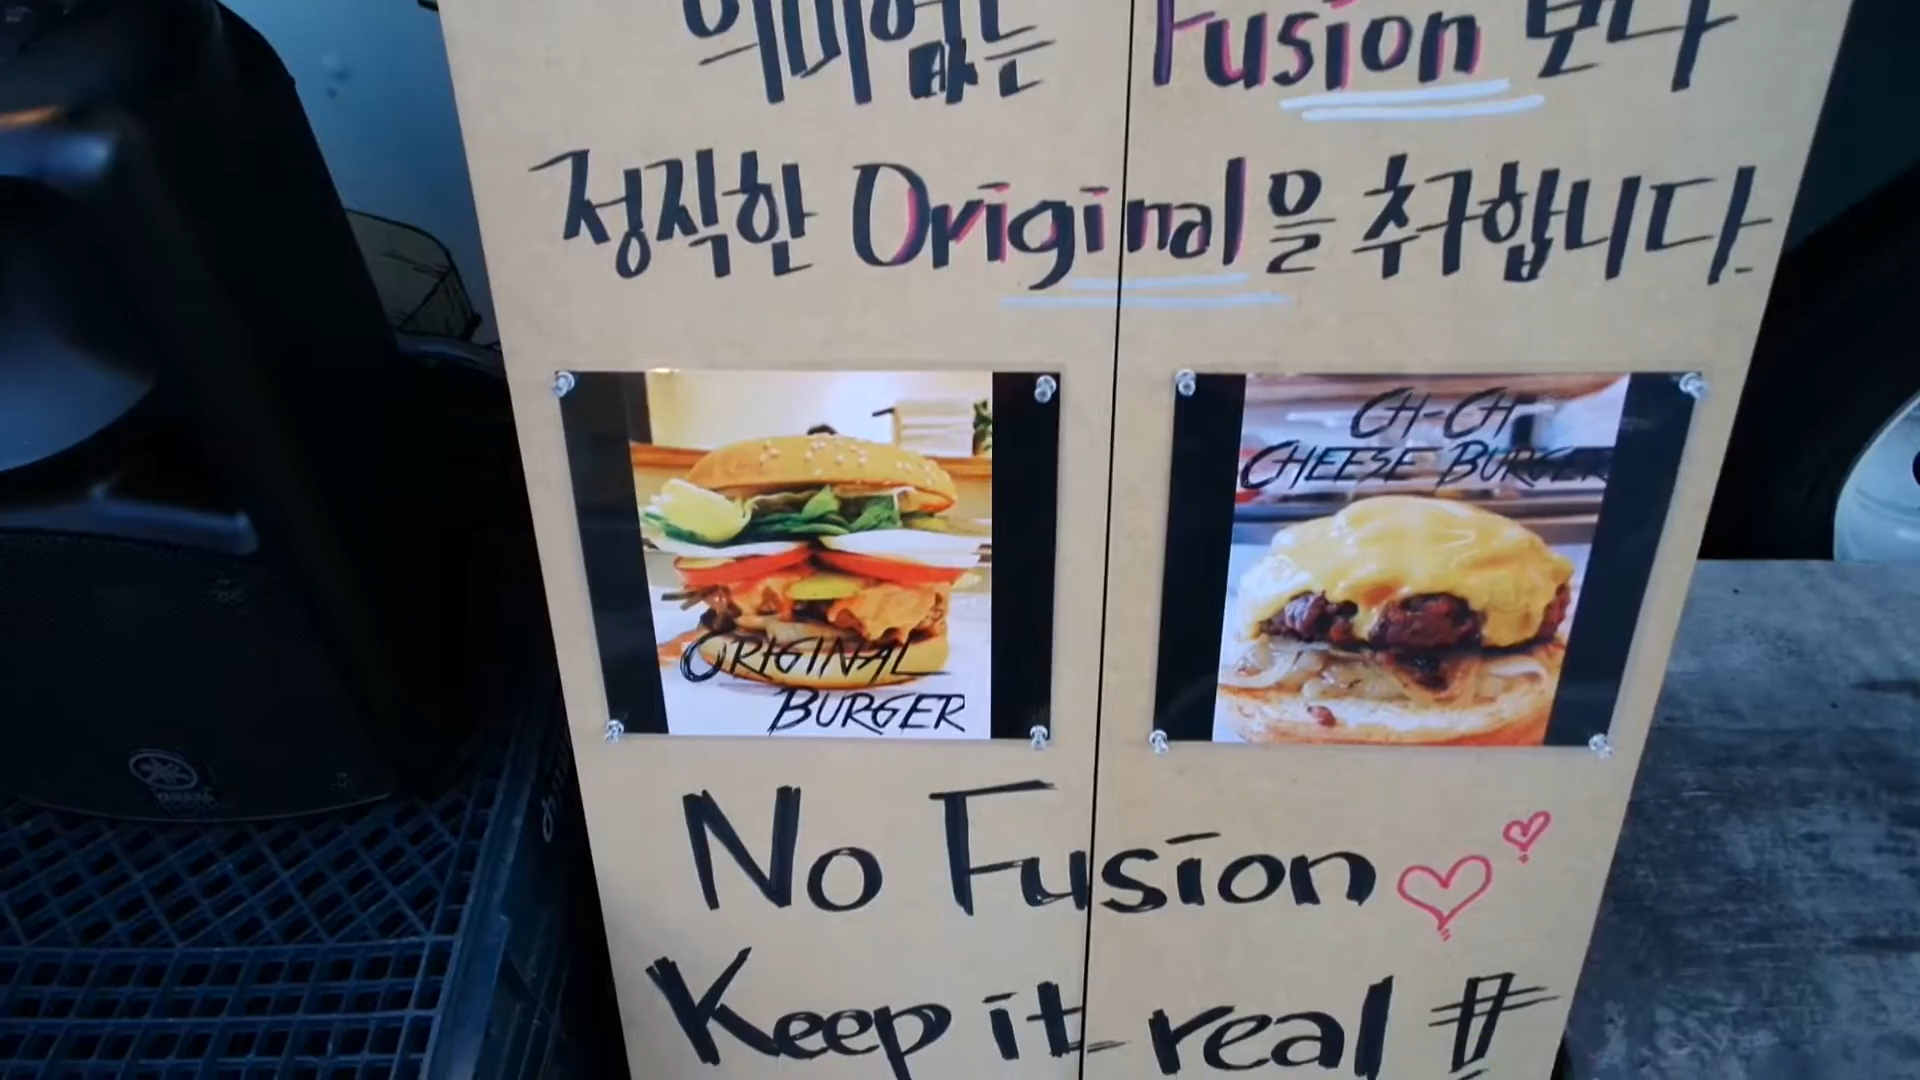 의미없는 Fusion 보다
정직한 Original을 추구합니다.
ORIGINAL
BURGER
CH-CH
CHEESE BURGER
No Fusion
Keep it real
YAMAHA